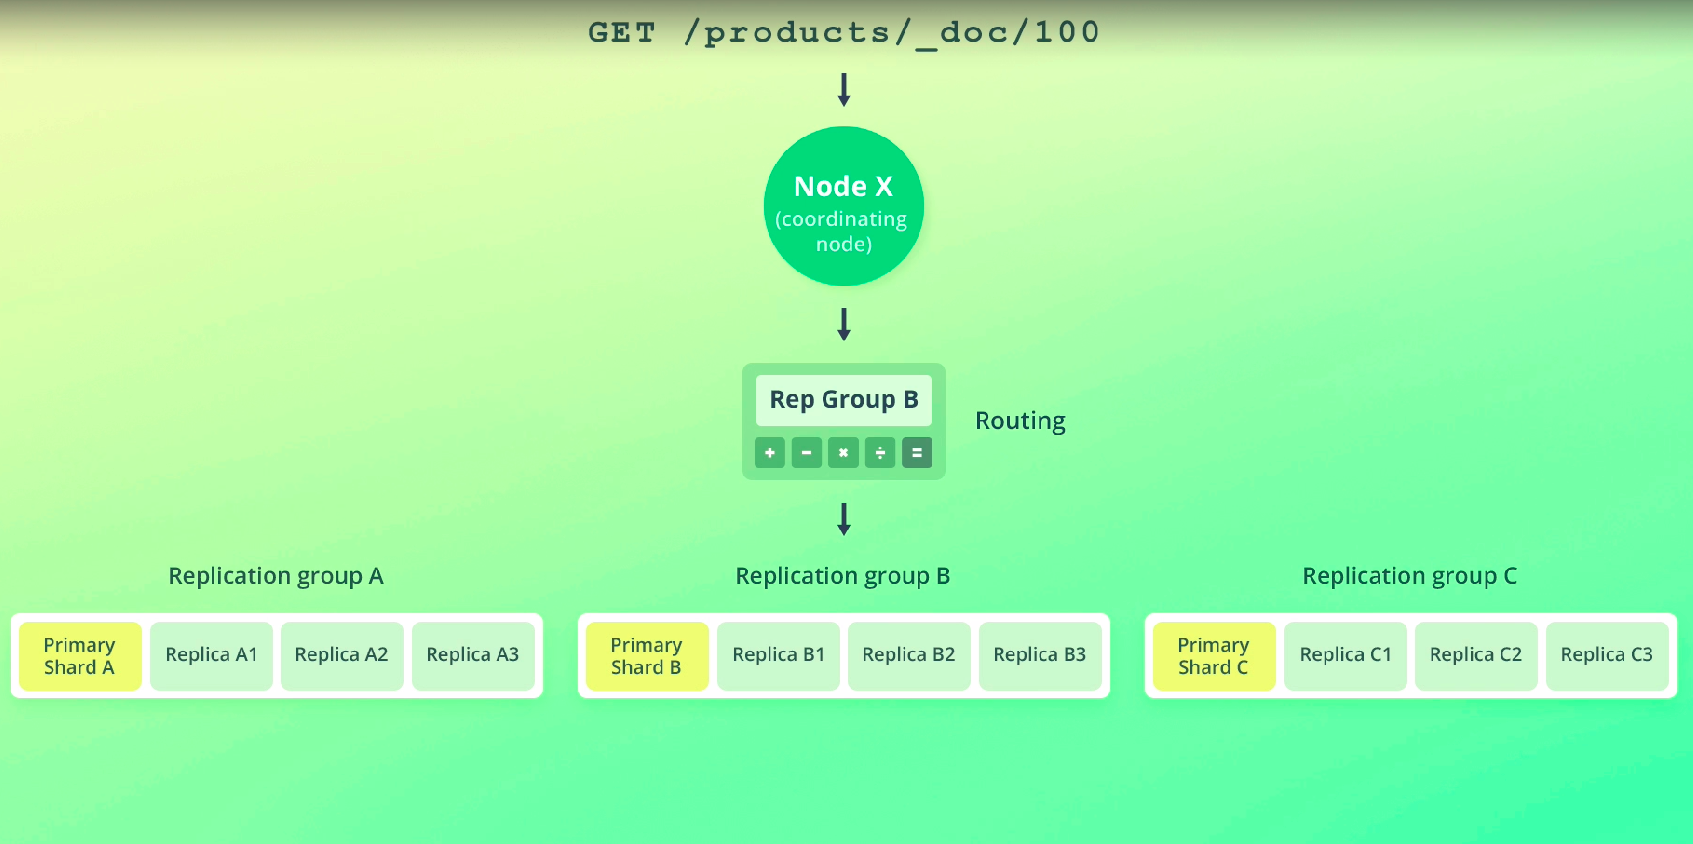 GET /products/_doc/100
Node X
(coordinating
node)
Rep Group B
+ − × ÷ =
Routing
Replication group A
Primary
Shard A
Replica A1
Replica A2
Replica A3
Replication group B
Primary
Shard B
Replica B1
Replica B2
Replica B3
Replication group C
Primary
Shard C
Replica C1
Replica C2
Replica C3